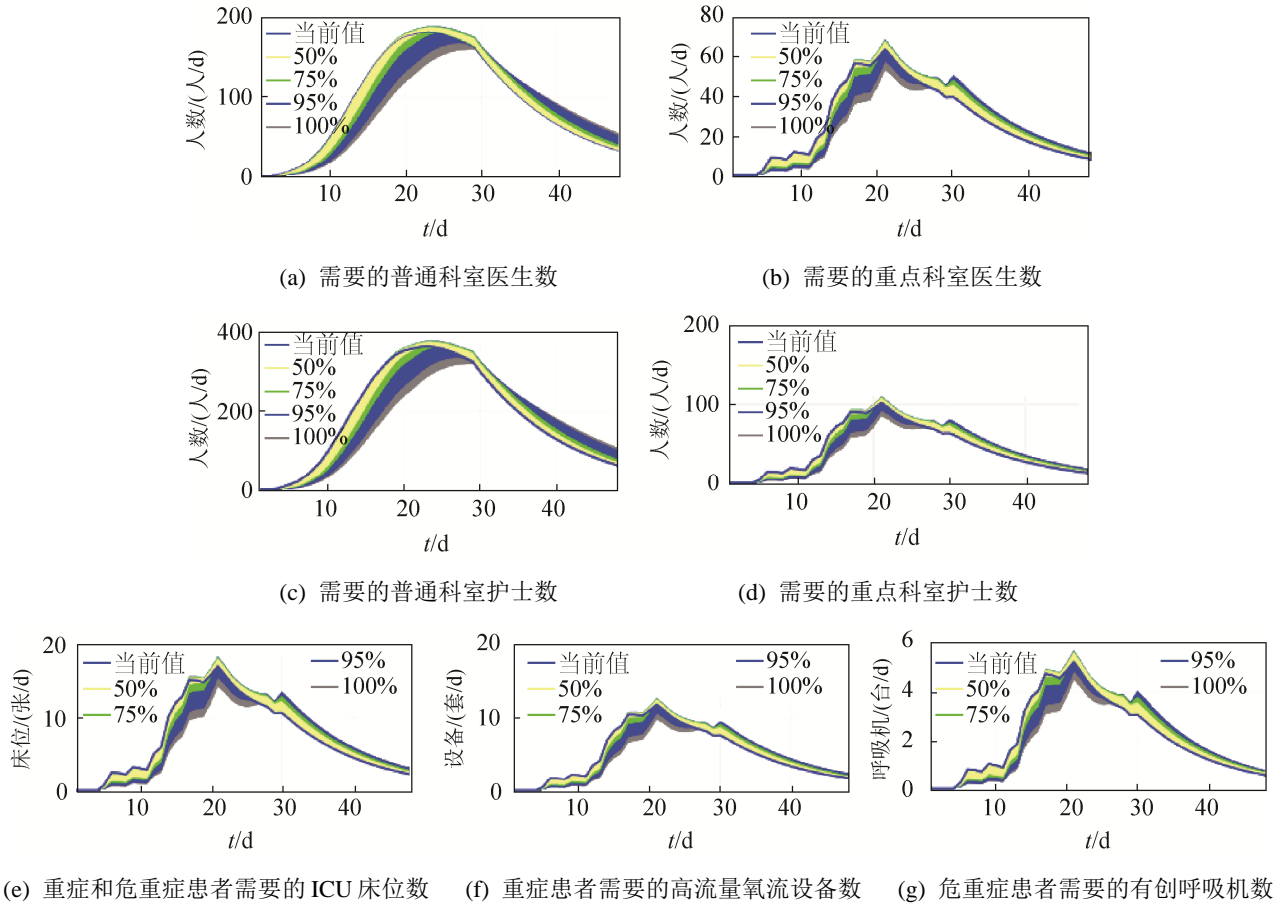 200
当前值
50%
75%
95%
100%
100
0
10
20
30
40
人数/(人/d)
t/d
(a) 需要的普通科室医生数
80
当前值
50%
75%
95%
100%
60
40
20
0
10
20
30
40
人数/(人/d)
t/d
(b) 需要的重点科室医生数
400
当前值
50%
75%
95%
100%
200
0
10
20
30
40
人数/(人/d)
t/d
(c) 需要的普通科室护士数
200
当前值
50%
75%
95%
100%
100
0
10
20
30
40
人数/(人/d)
t/d
(d) 需要的重点科室护士数
20
当前值
50%
75%
95%
100%
10
0
10
20
30
40
床位/(张/d)
t/d
(e) 重症和危重症患者需要的 ICU 床位数
20
当前值
50%
75%
95%
100%
10
0
10
20
30
40
设备/(套/d)
t/d
(f) 重症患者需要的高流量氧流设备数
6
当前值
50%
75%
95%
100%
4
2
0
10
20
30
40
呼吸机/(台/d)
t/d
(g) 危重症患者需要的有创呼吸机数